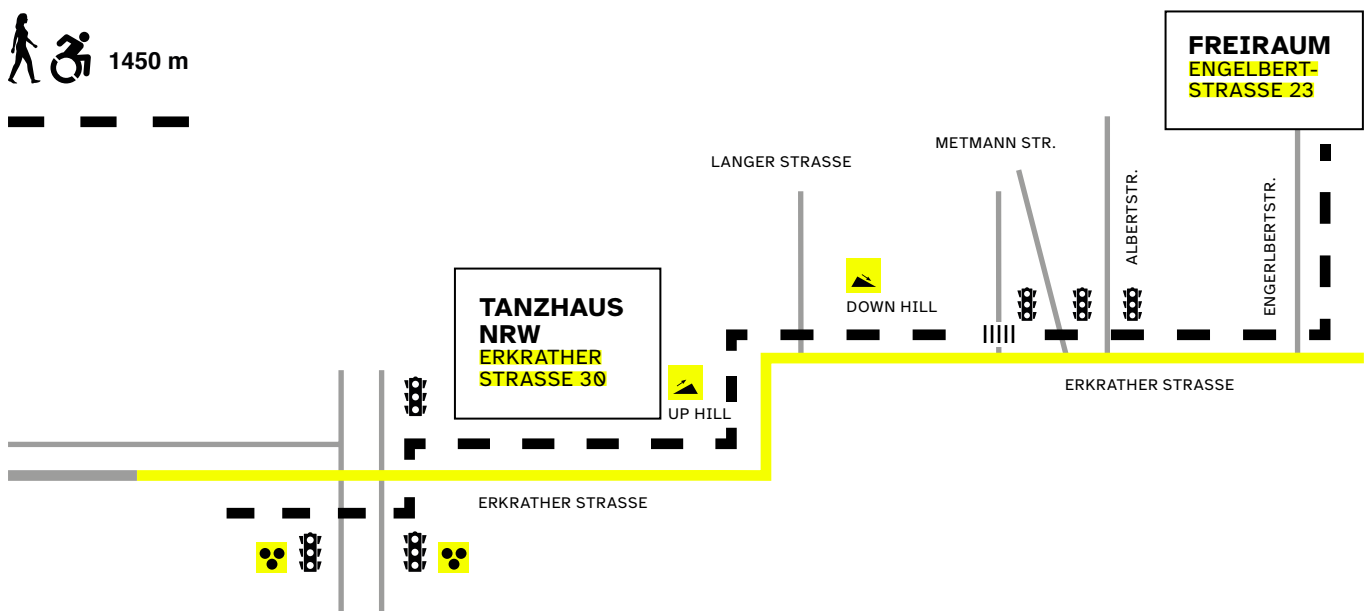 1450 m
FREIRAUM
ENGELBERT-
STRASSE 23
METMANN STR.
LANGER STRASSE
ALBERTSTR.
ENGERLBERTSTR.
TANZHAUS
NRW
ERKRATHER
STRASSE 30
DOWN HILL
UP HILL
ERKRATHER STRASSE
ERKRATHER STRASSE